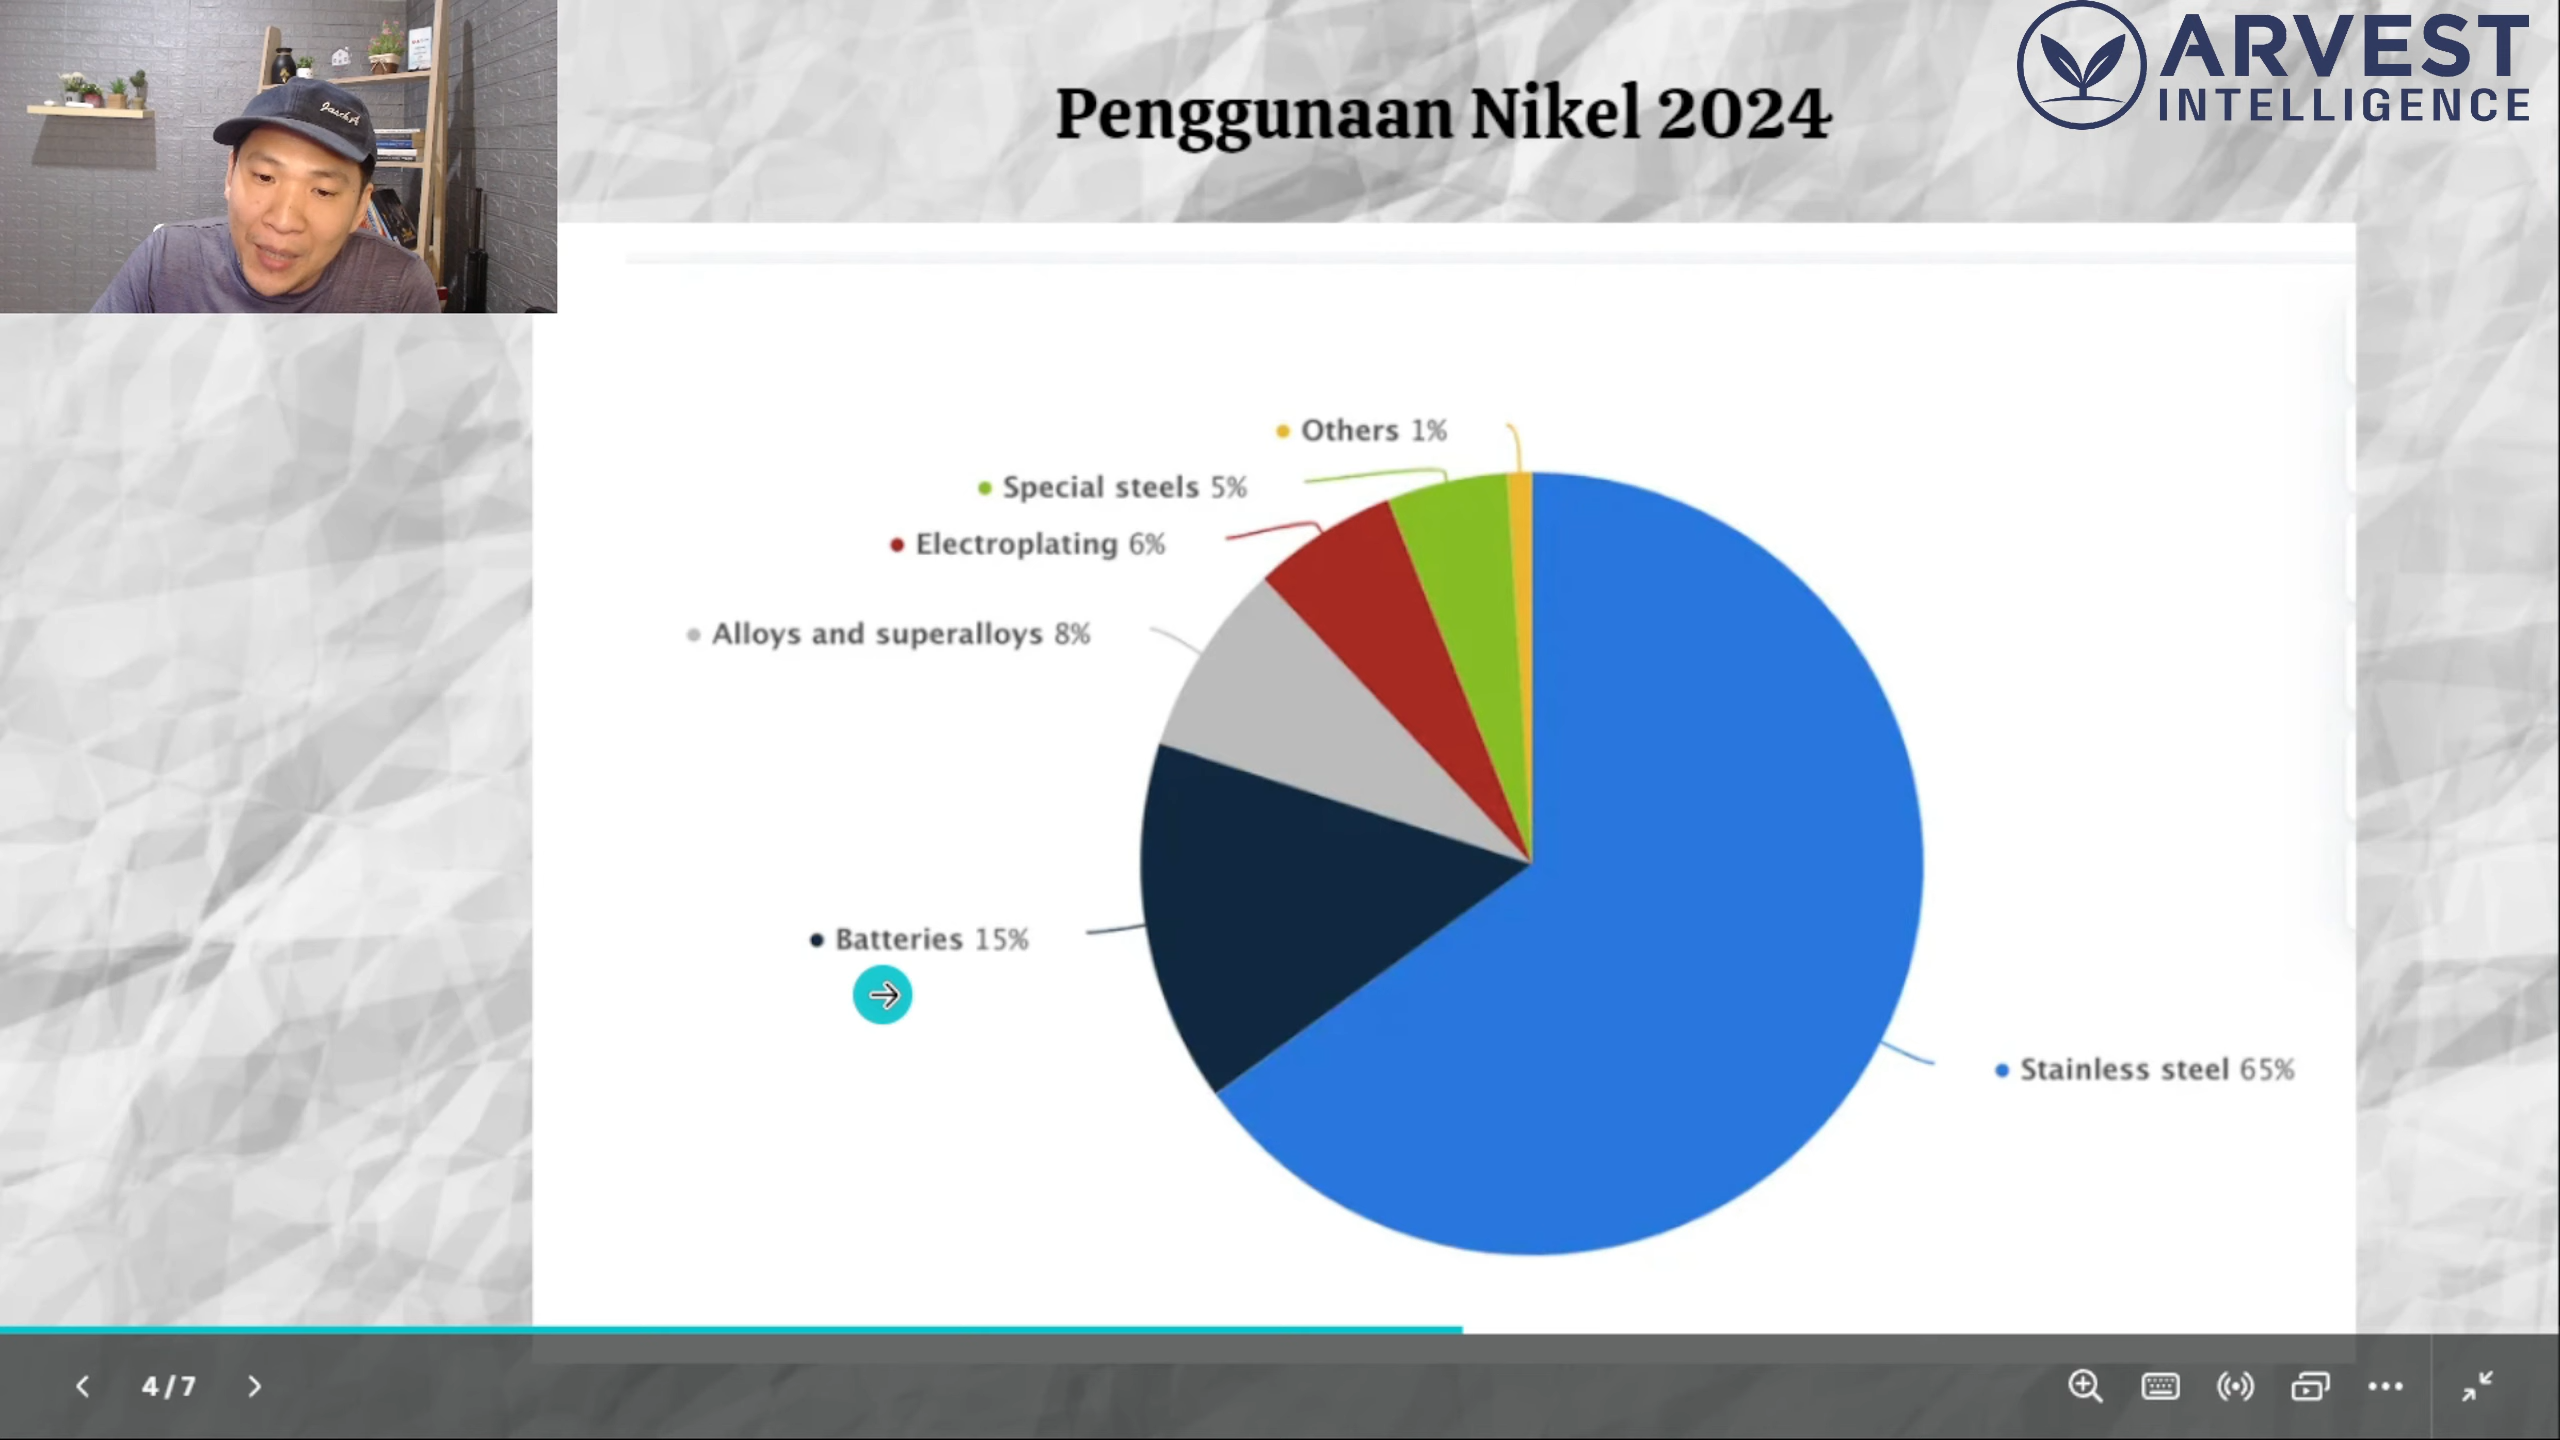 ARVEST
INTELLIGENCE
Penggunaan Nikel 2024
Others 1%
Special steels 5%
Electroplating 6%
Alloys and superalloys 8%
Batteries 15%
Stainless steel 65%
4/7